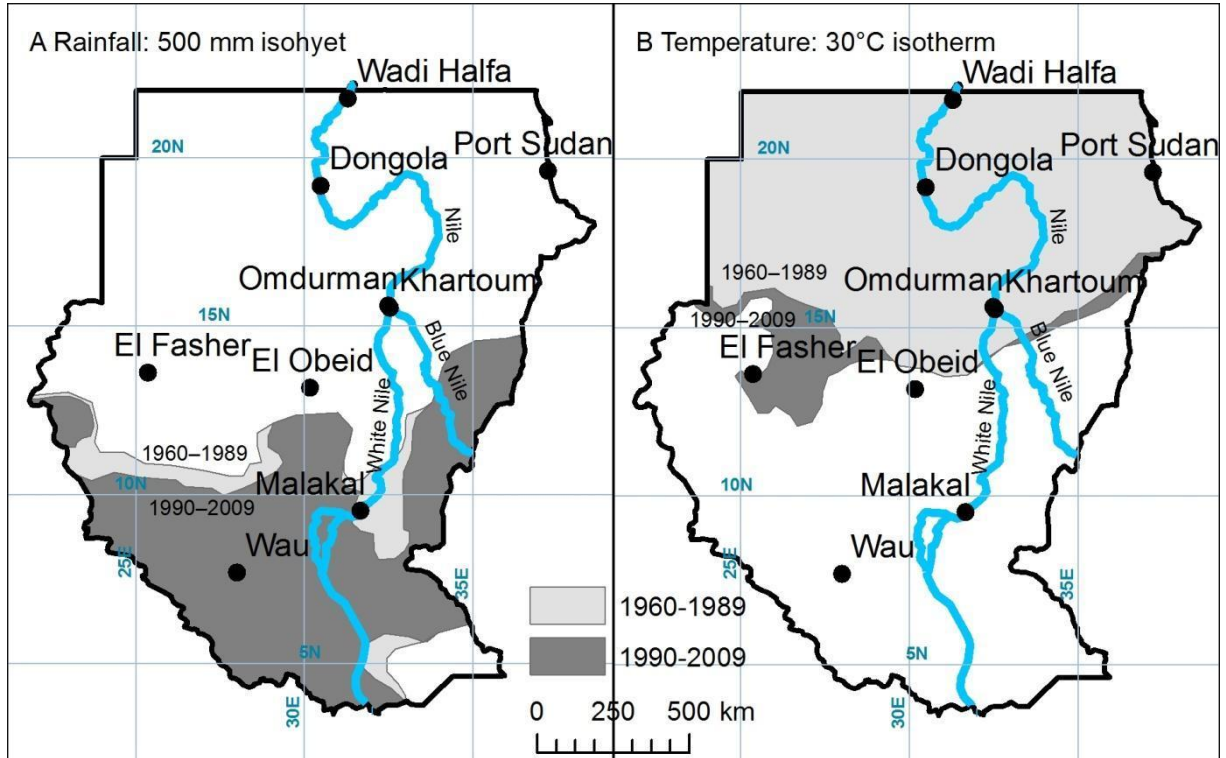 A Rainfall: 500 mm isohyet
Wadi Halfa
20N
Port Sudan
Dongola
Nile
Omdurman Khartoum
15N
El Fasher
El Obeid
Blue Nile
White Nile
1960–1989
10N
1990–2009
Malakal
Wau
25E
35E
5N
30E
1960-1989
1990-2009
0 250 500 km
B Temperature: 30°C isotherm
Wadi Halfa
20N
Port Sudan
Dongola
Nile
1960–1989
Omdurman Khartoum
1990–2009
15N
El Fasher
El Obeid
Blue Nile
White Nile
10N
Malakal
Wau
25E
35E
5N
30E